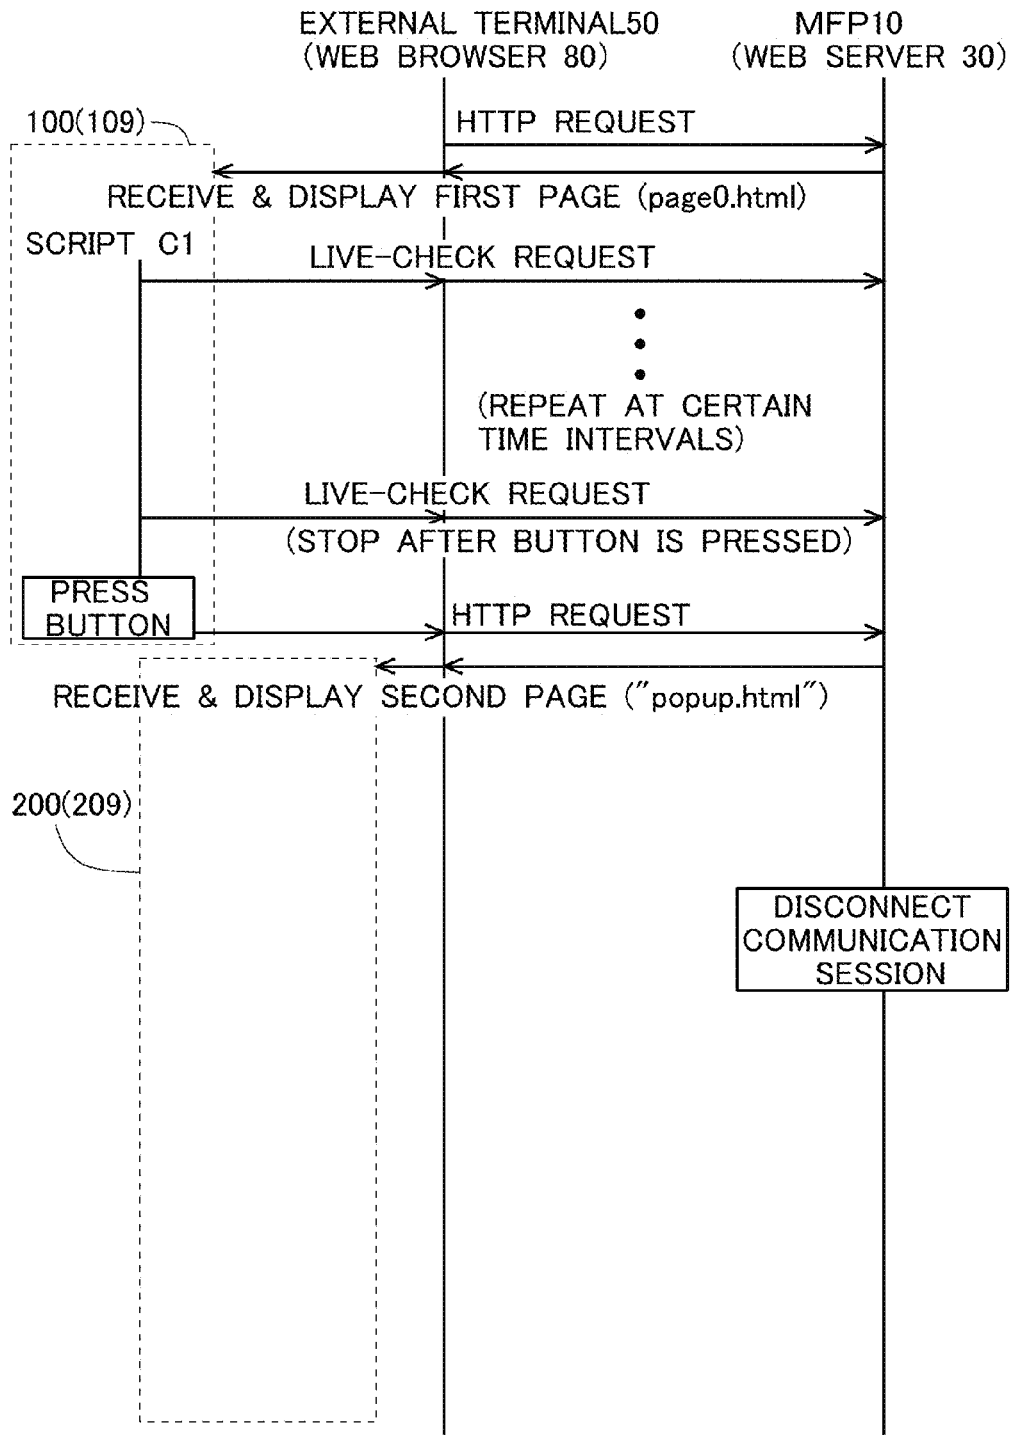 EXTERNAL TERMINAL50
(WEB BROWSER 80)
MFP10
(WEB SERVER 30)
100(109)
HTTP REQUEST
RECEIVE & DISPLAY FIRST PAGE (page0.html)
SCRIPT C1
LIVE-CHECK REQUEST
(REPEAT AT CERTAIN
TIME INTERVALS)
LIVE-CHECK REQUEST
(STOP AFTER BUTTON IS PRESSED)
PRESS
BUTTON
HTTP REQUEST
RECEIVE & DISPLAY SECOND PAGE ("popup.html")
200(209)
DISCONNECT
COMMUNICATION
SESSION